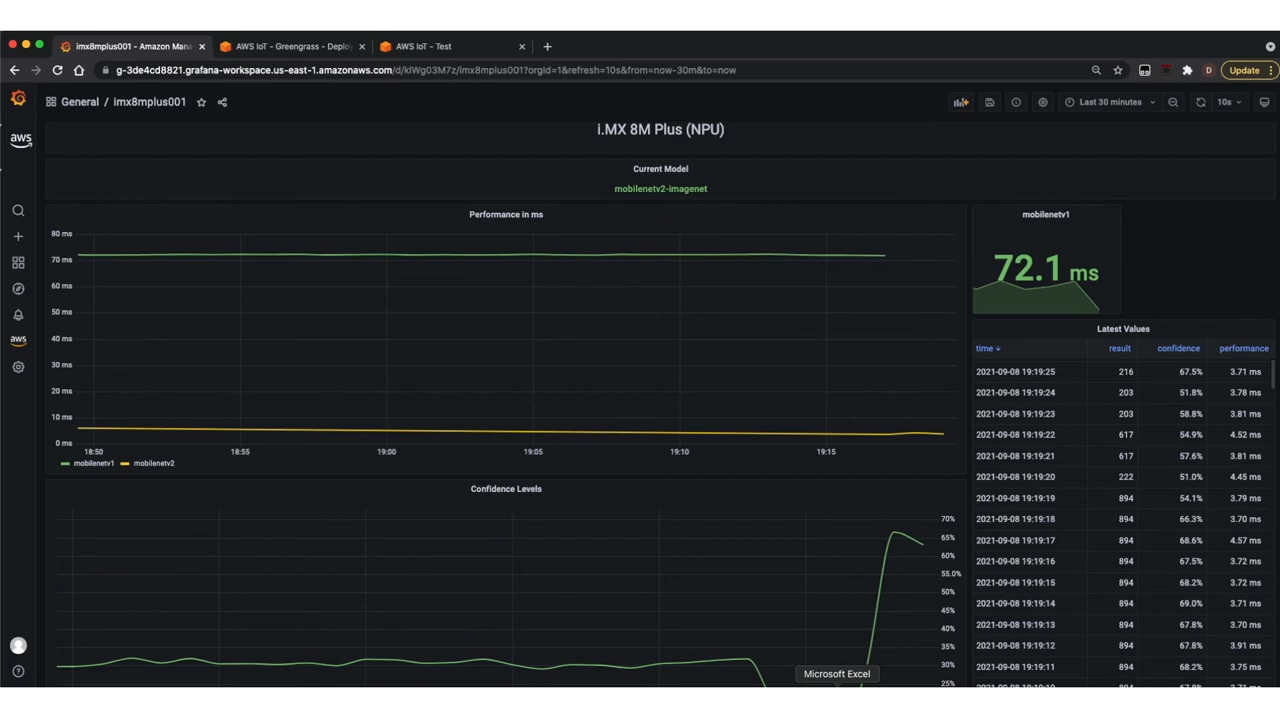 imx8mplus001 - Amazon Mana
AWS IoT - Greengrass - Deploy
AWS IoT - Test
g-3de4cd8821.grafana-workspace.us-east-1.amazonaws.com/d/klWg03M7z/imx8mplus001?orgId=1&refresh=10s&from=now-30m&to=now
D
Update
General / imx8mplus001
Last 30 minutes
10s
aws
aws
i.MX 8M Plus (NPU)
Current Model
mobilenetv2-imagenet
Performance in ms
80 ms
70 ms
60 ms
50 ms
40 ms
30 ms
20 ms
10 ms
0 ms
18:50 18:55 19:00 19:05 19:10 19:15
mobilenetv1 mobilenetv2
mobilenetv1
72.1 ms
Latest Values
time result confidence performance
2021-09-08 19:19:25 216 67.5% 3.71 ms
2021-09-08 19:19:24 203 51.8% 3.78 ms
2021-09-08 19:19:23 203 58.8% 3.81 ms
2021-09-08 19:19:22 617 54.9% 4.52 ms
2021-09-08 19:19:21 617 57.6% 3.81 ms
2021-09-08 19:19:20 222 51.0% 4.45 ms
2021-09-08 19:19:19 894 54.1% 3.79 ms
2021-09-08 19:19:18 894 66.3% 3.70 ms
2021-09-08 19:19:17 894 68.6% 4.57 ms
2021-09-08 19:19:16 894 67.5% 3.72 ms
2021-09-08 19:19:15 894 68.2% 3.72 ms
2021-09-08 19:19:14 894 69.0% 3.71 ms
2021-09-08 19:19:13 894 67.8% 3.70 ms
2021-09-08 19:19:12 894 67.8% 3.91 ms
2021-09-08 19:19:11 894 68.2% 3.75 ms
Confidence Levels
70%
65%
60%
55.0%
50%
45%
40%
35%
30%
25%
Microsoft Excel